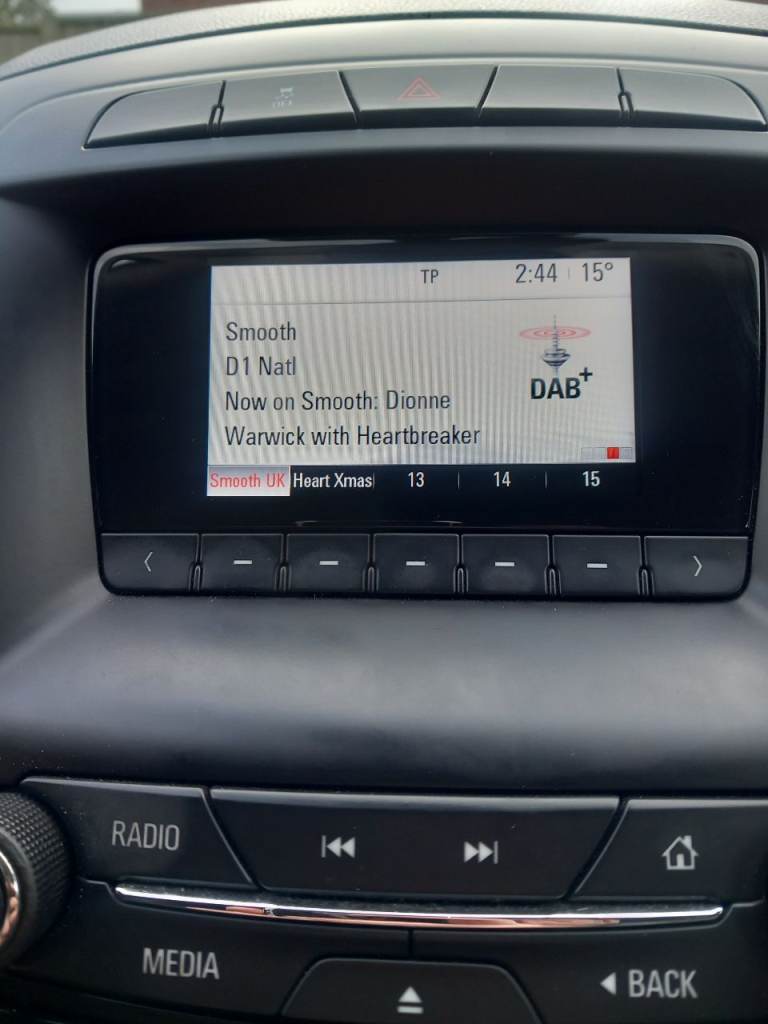 OFF
TP 2:44 15°
Smooth
D1 Natl
Now on Smooth: Dionne
Warwick with Heartbreaker
DAB+
Smooth UK Heart Xmas 13 14 15
RADIO
MEDIA
BACK